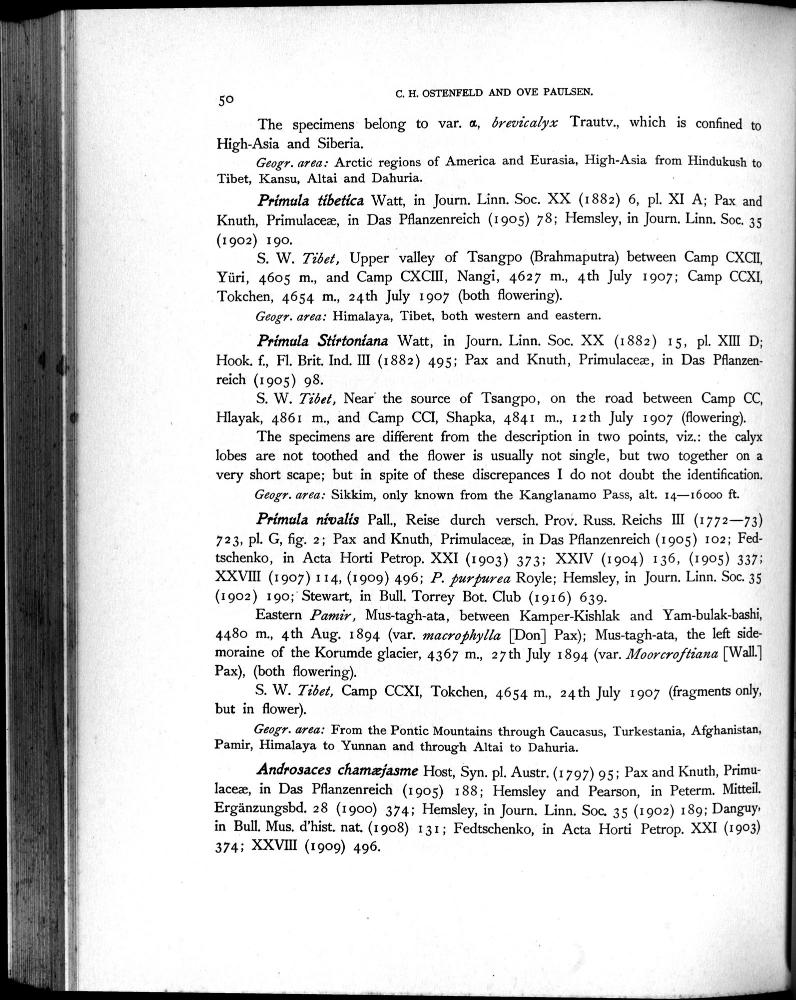 50
C. H. OSTENFELD AND OVE PAULSEN.
The specimens belong to var. α, brevicalyx Trautv., which is confined to
High-Asia and Siberia.
Geogr. area: Arctic regions of America and Eurasia, High-Asia from Hindukush to
Tibet, Kansu, Altai and Dahuria.
Primula tibetica Watt, in Journ. Linn. Soc. XX (1882) 6, pl. XI A; Pax and
Knuth, Primulaceæ, in Das Pflanzenreich (1905) 78; Hemsley, in Journ. Linn. Soc. 35
(1902) 190.
S. W. Tibet, Upper valley of Tsangpo (Brahmaputra) between Camp CXCII,
Yüri, 4605 m., and Camp CXCIII, Nangi, 4627 m., 4th July 1907; Camp CCXI,
Tokchen, 4654 m., 24th July 1907 (both flowering).
Geogr. area: Himalaya, Tibet, both western and eastern.
Primula Stirtoniana Watt, in Journ. Linn. Soc. XX (1882) 15, pl. XIII D;
Hook. f., Fl. Brit. Ind. III (1882) 495; Pax and Knuth, Primulaceæ, in Das Pflanzen-
reich (1905) 98.
S. W. Tibet, Near the source of Tsangpo, on the road between Camp CC,
Hlayak, 4861 m., and Camp CCI, Shapka, 4841 m., 12th July 1907 (flowering).
The specimens are different from the description in two points, viz.: the calyx
lobes are not toothed and the flower is usually not single, but two together on a
very short scape; but in spite of these discrepances I do not doubt the identification.
Geogr. area: Sikkim, only known from the Kanglanamo Pass, alt. 14—16000 ft.
Primula nivalis Pall., Reise durch versch. Prov. Russ. Reichs III (1772—73)
723, pl. G, fig. 2; Pax and Knuth, Primulaceæ, in Das Pflanzenreich (1905) 102; Fed-
tschenko, in Acta Horti Petrop. XXI (1903) 373; XXIV (1904) 136, (1905) 337;
XXVIII (1907) 114, (1909) 496; P. purpurea Royle; Hemsley, in Journ. Linn. Soc. 35
(1902) 190; Stewart, in Bull. Torrey Bot. Club (1916) 639.
Eastern Pamir, Mus-tagh-ata, between Kamper-Kishlak and Yam-bulak-bashi,
4480 m., 4th Aug. 1894 (var. macrophylla [Don] Pax); Mus-tagh-ata, the left side-
moraine of the Korumde glacier, 4367 m., 27th July 1894 (var. Moorcroftiana [Wall.]
Pax), (both flowering).
S. W. Tibet, Camp CCXI, Tokchen, 4654 m., 24th July 1907 (fragments only,
but in flower).
Geogr. area: From the Pontic Mountains through Caucasus, Turkestania, Afghanistan,
Pamir, Himalaya to Yunnan and through Altai to Dahuria.
Androsaces chamæjasme Host, Syn. pl. Austr. (1797) 95; Pax and Knuth, Primu-
laceæ, in Das Pflanzenreich (1905) 188; Hemsley and Pearson, in Peterm. Mitteil.
Ergänzungsbd. 28 (1900) 374; Hemsley, in Journ. Linn. Soc. 35 (1902) 189; Danguy,
in Bull. Mus. d'hist. nat. (1908) 131; Fedtschenko, in Acta Horti Petrop. XXI (1903)
374; XXVIII (1909) 496.